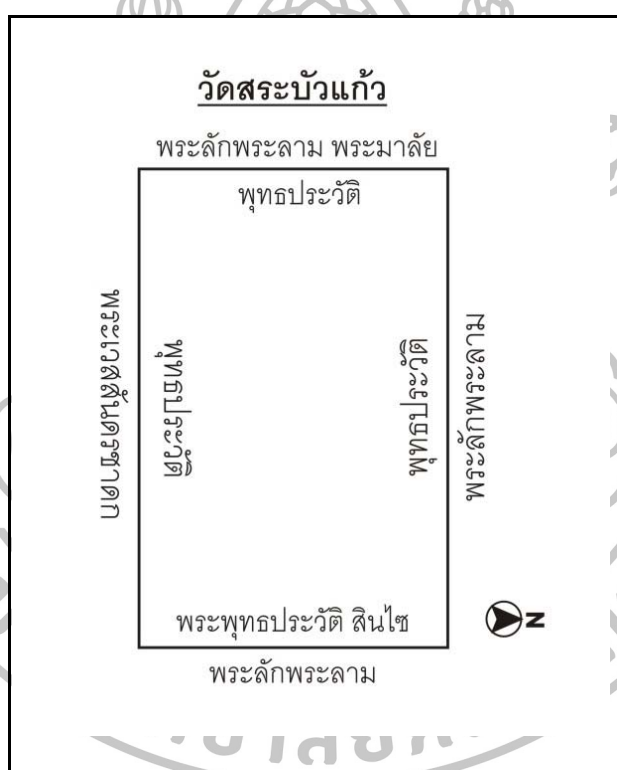 วัดสระบัวแก้ว
พระลักพระลาม พระมาลัย
พุทธประวัติ
พระเวสสันดรชาดก
พุทธประวัติ
พุทธประวัติ
พระลักพระลาม
พระพุทธประวัติ สินไซ
N
พระลักพระลาม